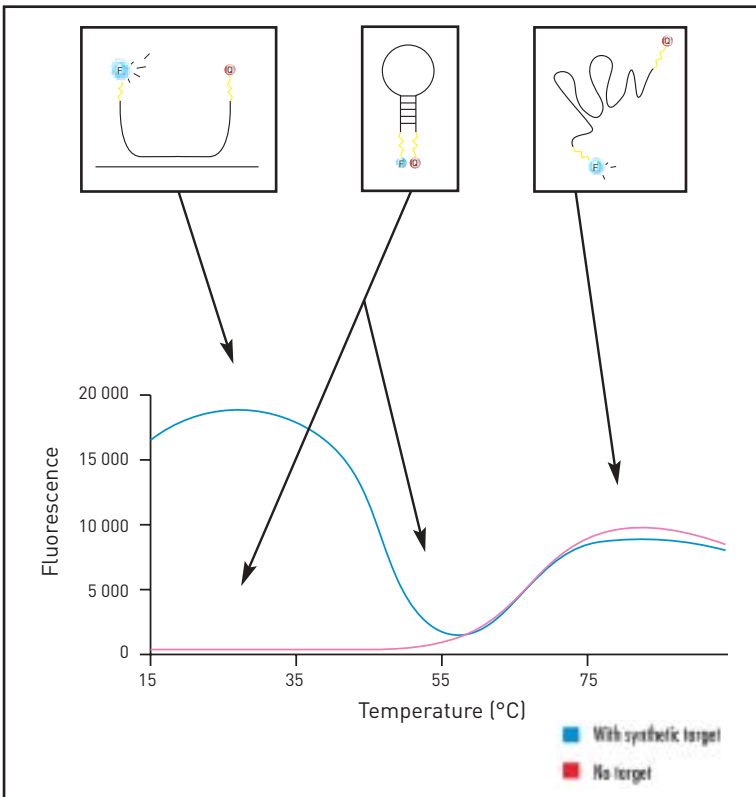 F Q
F Q
Q
F
20 000
15 000
10 000
5 000
0
Fluorescence
15 35 55 75
Temperature (°C)
With synthetic target
No target